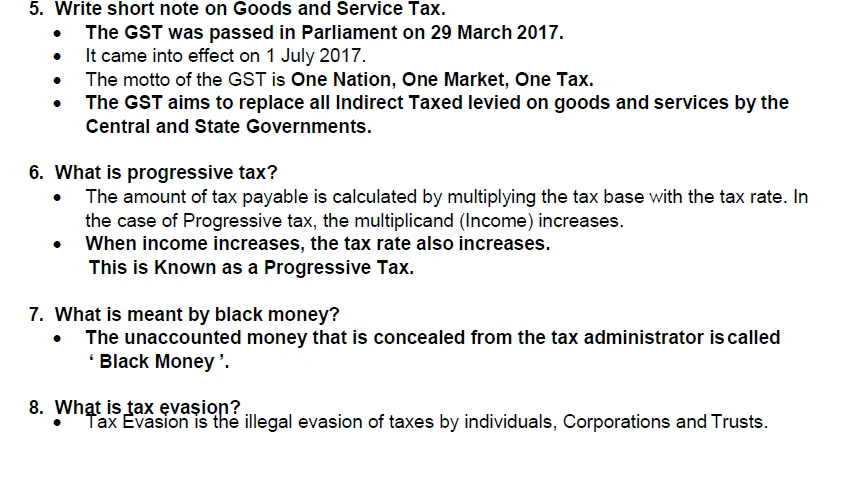 5. Write short note on Goods and Service Tax.
• The GST was passed in Parliament on 29 March 2017.
• It came into effect on 1 July 2017.
• The motto of the GST is One Nation, One Market, One Tax.
• The GST aims to replace all Indirect Taxed levied on goods and services by the
Central and State Governments.
6. What is progressive tax?
• The amount of tax payable is calculated by multiplying the tax base with the tax rate. In
the case of Progressive tax, the multiplicand (Income) increases.
• When income increases, the tax rate also increases.
This is Known as a Progressive Tax.
7. What is meant by black money?
• The unaccounted money that is concealed from the tax administrator is called
‘ Black Money ’.
8. What is tax evasion?
• Tax Evasion is the illegal evasion of taxes by individuals, Corporations and Trusts.